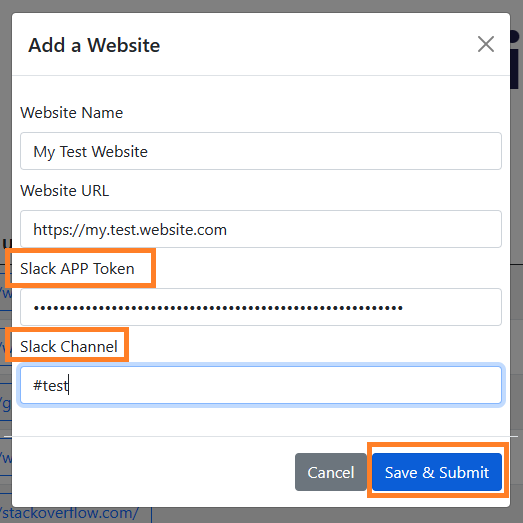 Add a Website
Website Name
My Test Website
Website URL
https://my.test.website.com
Slack APP Token
••••••••••••••••••••••••••••••••••••••••••••••••••••••••
Slack Channel
#test
Cancel
Save & Submit
/stackoverflow.com/